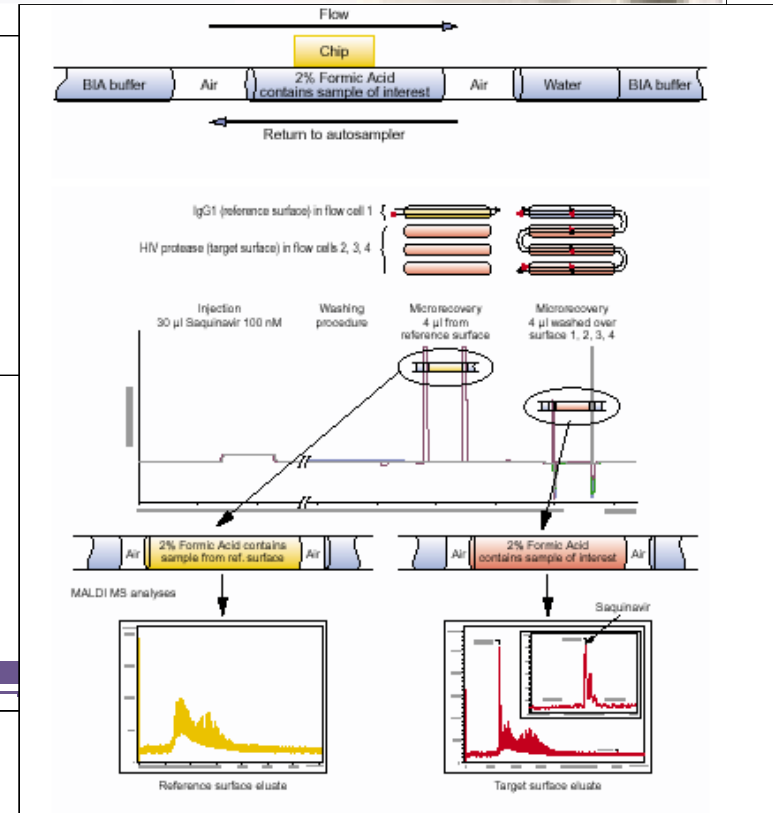 Flow
Chip
BIA buffer
Air
2% Formic Acid
contains sample of interest
Air
Water
BIA buffer
Return to autosampler
IgG1 (reference surface) in flow cell 1
HIV protease (target surface) in flow cells 2, 3, 4
Injection
30 µl Saquinavir 100 nM
Washing
procedure
Microrecovery
4 µl from
reference surface
Microrecovery
4 µl washed over
surface 1, 2, 3, 4
Air
2% Formic Acid contains
sample from ref. surface
Air
Air
2% Formic Acid
contains sample of interest
Air
MALDI MS analyses
Saquinavir
Reference surface eluate
Target surface eluate